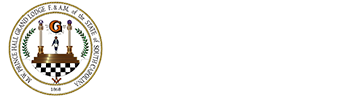 M.W. PRINCE HALL GRAND LODGE F. & A.M. of the STATE of SOUTH CAROLINA
G
1868